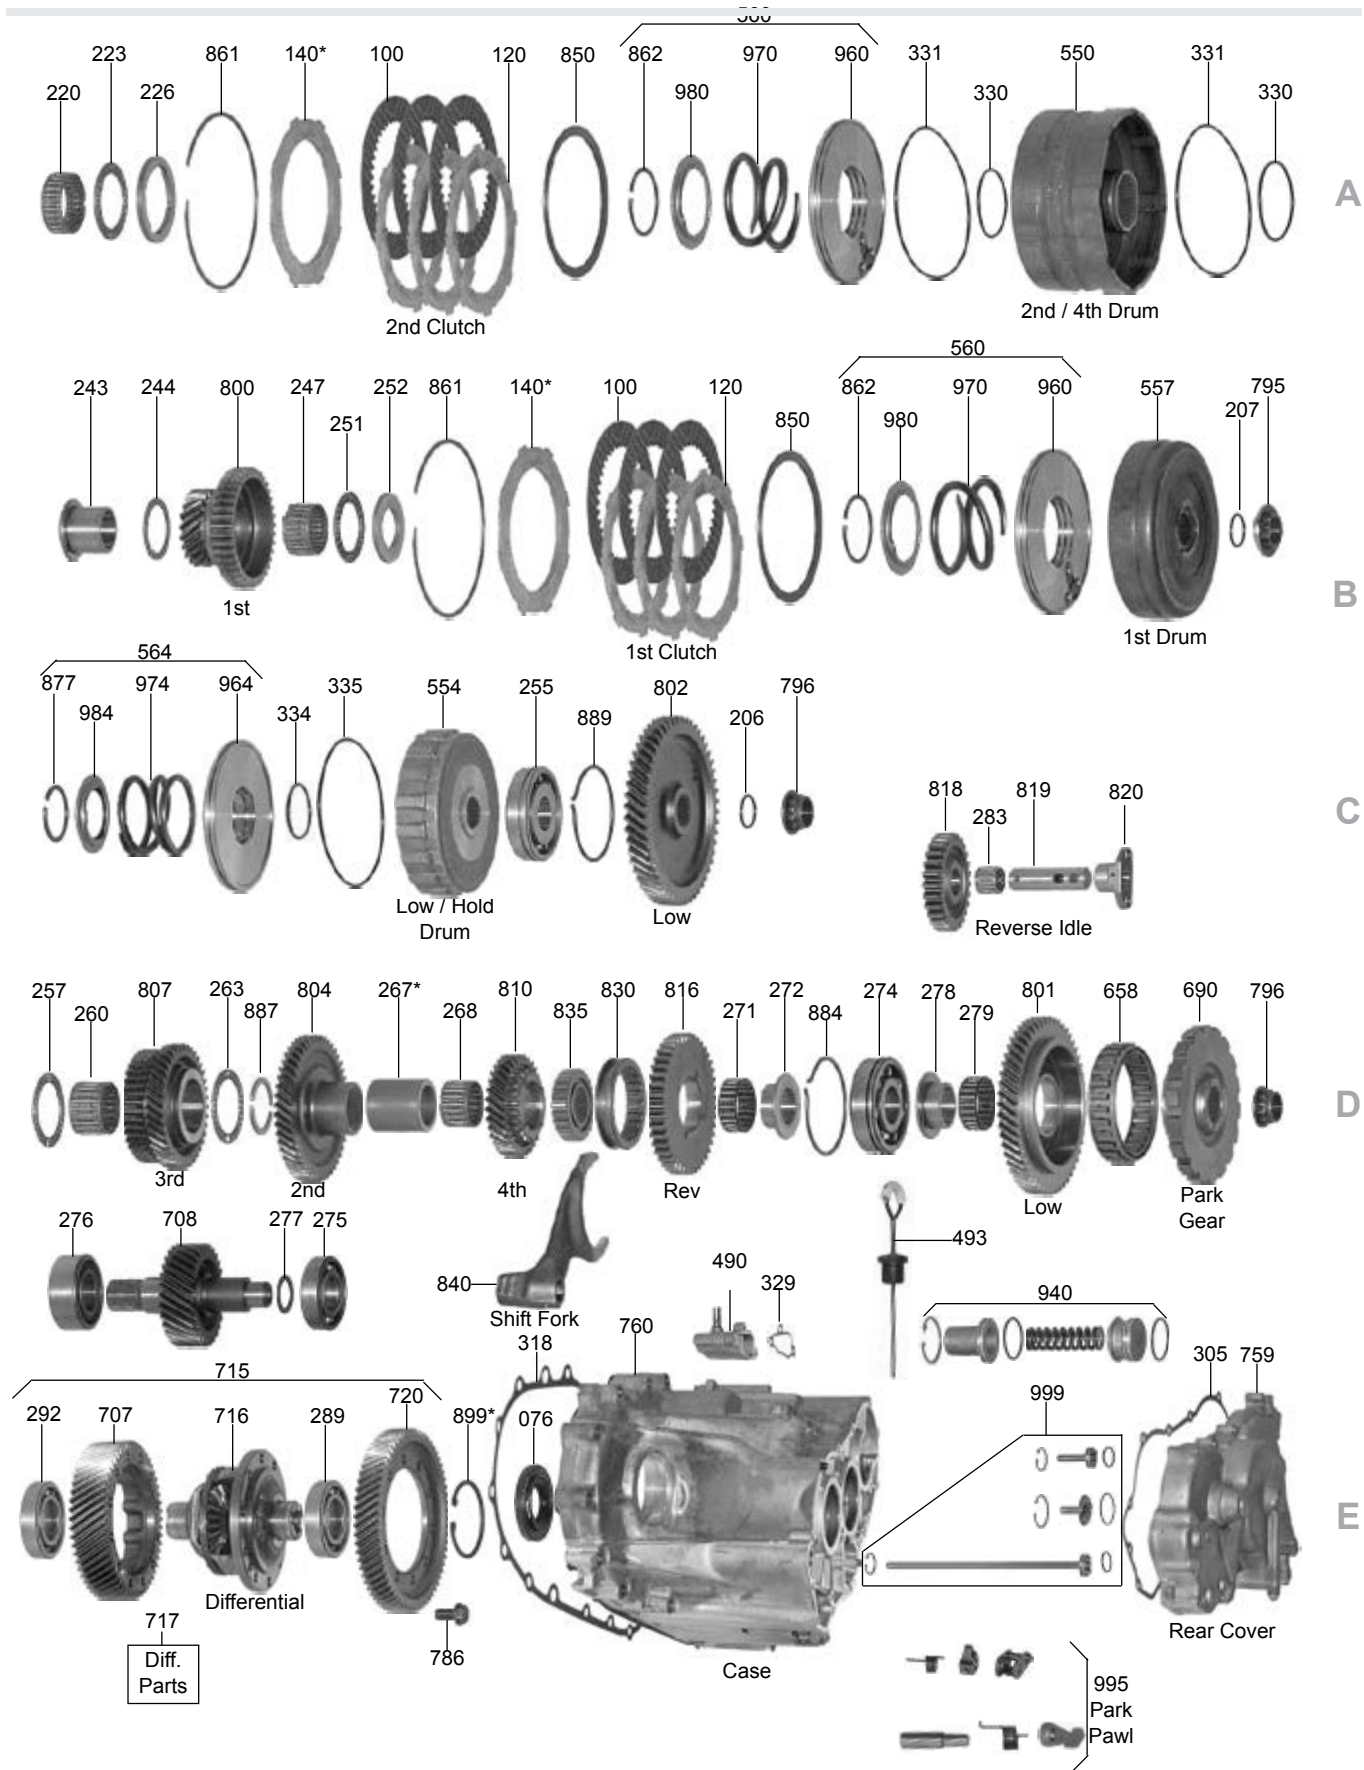 560
223 861 140* 100 120 850 862 970 960 331 550 331
220 226 980 330 330
A
2nd / 4th Drum
2nd Clutch
560
243 244 800 247 252 861 140* 100 120 862 970 960 557 795
251 850 980 207
B
1st
1st Drum
1st Clutch
564
877 974 964 335 554 255 802 796
984 334 889 206
818 819 820
283
C
Low / Hold
Drum
Low
Reverse Idle
257 807 263 804 267* 810 830 816 272 274 278 801 658 690 796
260 887 268 835 271 884 279
D
3rd 2nd 4th Rev Low Park
Gear
276 708 277 275
493
490
840
329
940
Shift Fork
318 760
305 759
715
720
999
292 707 716 289 899* 076
E
Differential
717
Diff.
Parts
786
Rear Cover
Case
995
Park
Pawl